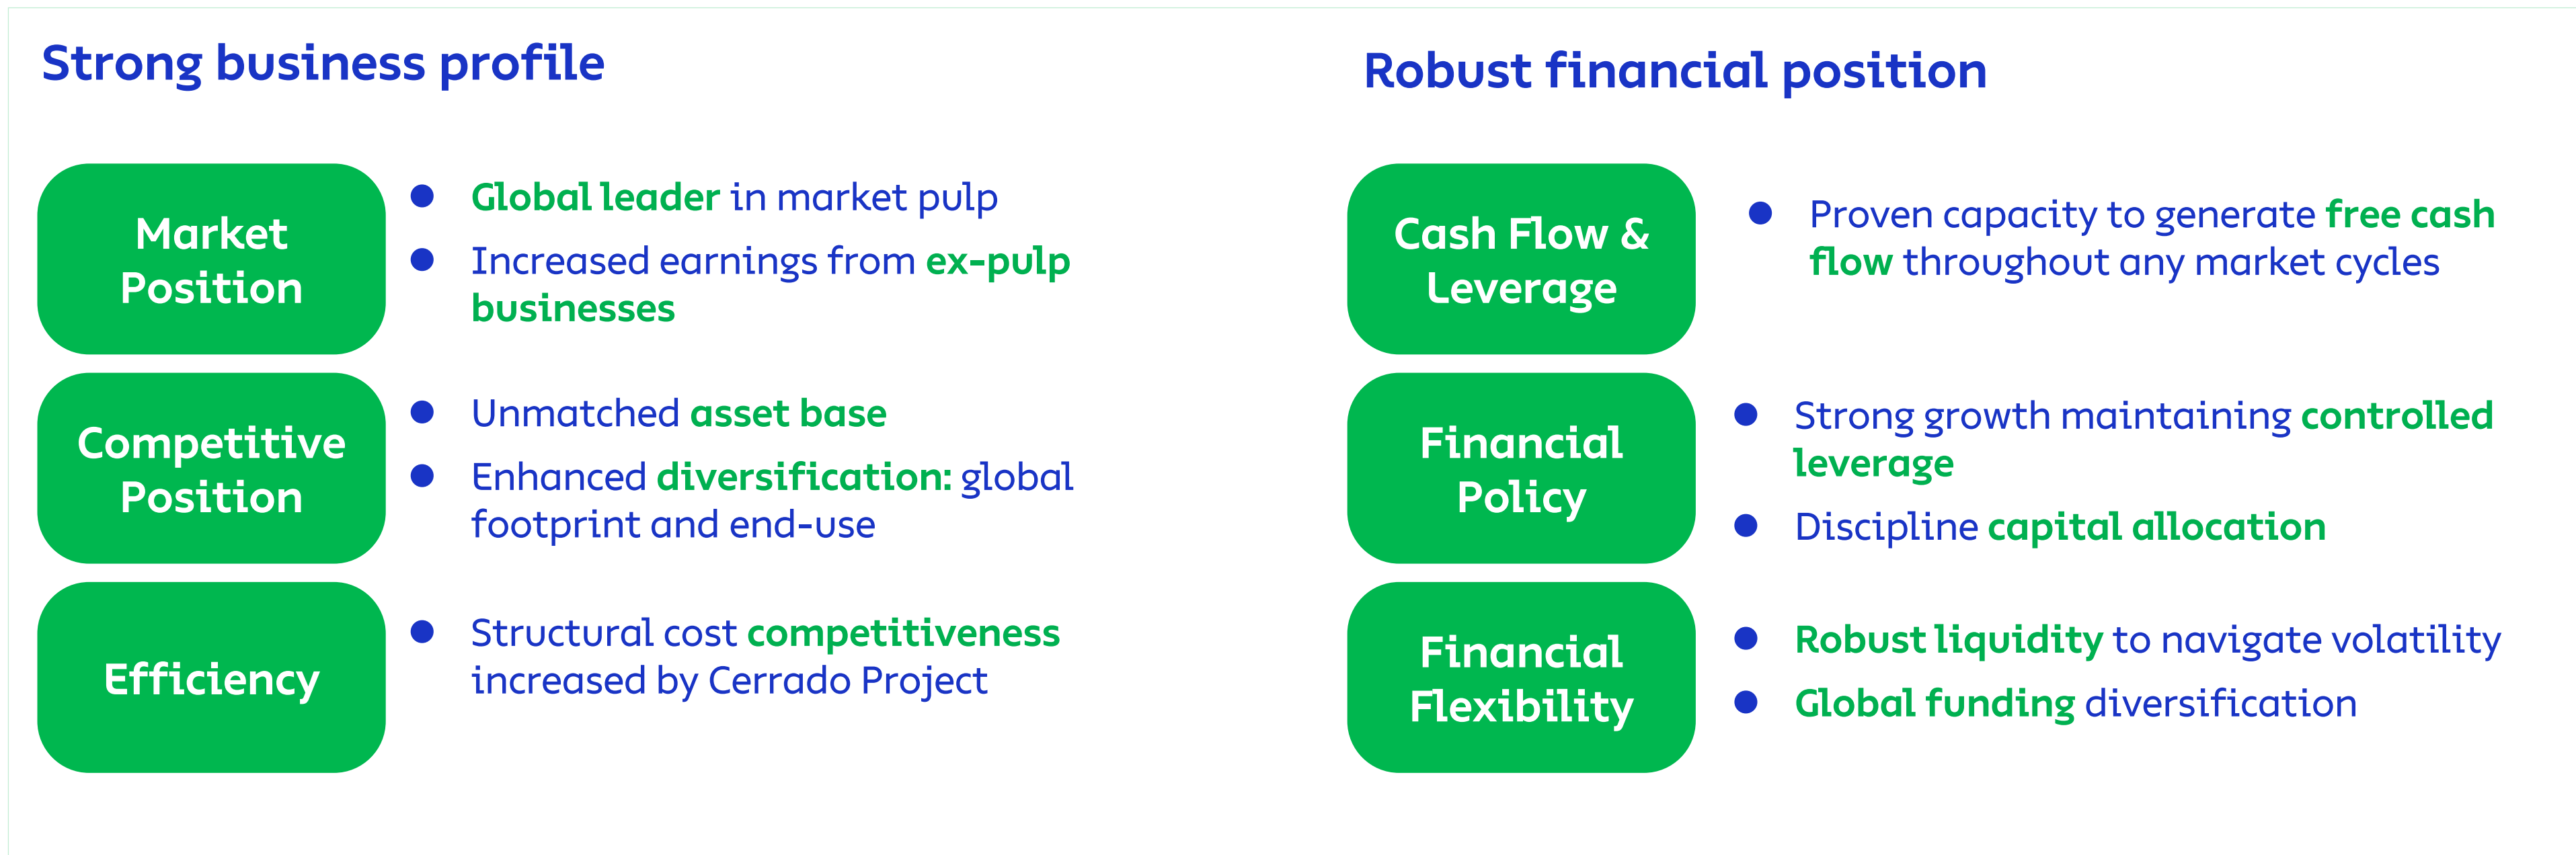 Strong business profile
Market
Position
● Global leader in market pulp
● Increased earnings from ex-pulp
businesses
Competitive
Position
● Unmatched asset base
● Enhanced diversification: global
footprint and end-use
Efficiency
● Structural cost competitiveness
increased by Cerrado Project
Robust financial position
Cash Flow &
Leverage
● Proven capacity to generate free cash
flow throughout any market cycles
Financial
Policy
● Strong growth maintaining controlled
leverage
● Discipline capital allocation
Financial
Flexibility
● Robust liquidity to navigate volatility
● Global funding diversification